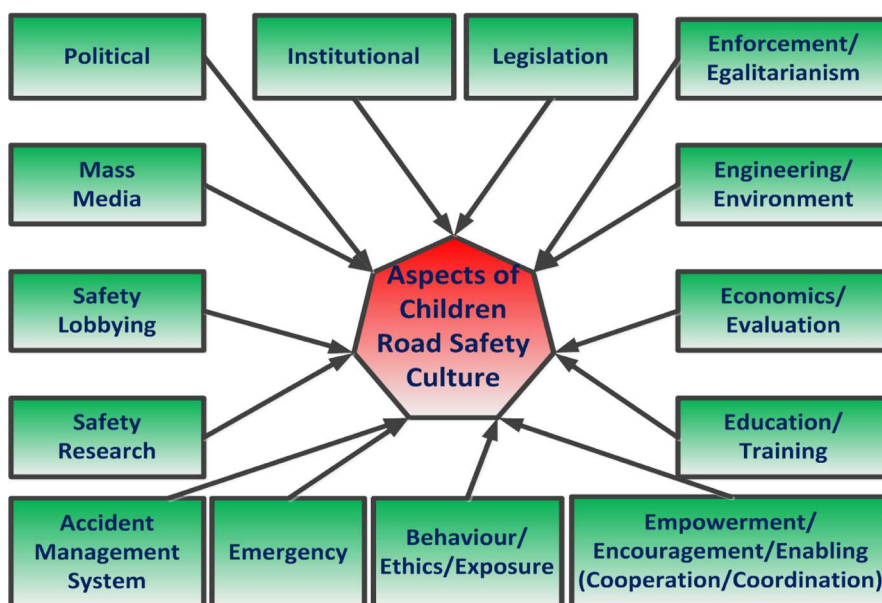 Political
Institutional
Legislation
Enforcement/
Egalitarianism
Mass
Media
Engineering/
Environment
Aspects of
Children
Road Safety
Culture
Safety
Lobbying
Economics/
Evaluation
Safety
Research
Education/
Training
Accident
Management
System
Emergency
Behaviour/
Ethics/Exposure
Empowerment/
Encouragement/Enabling
(Cooperation/Coordination)